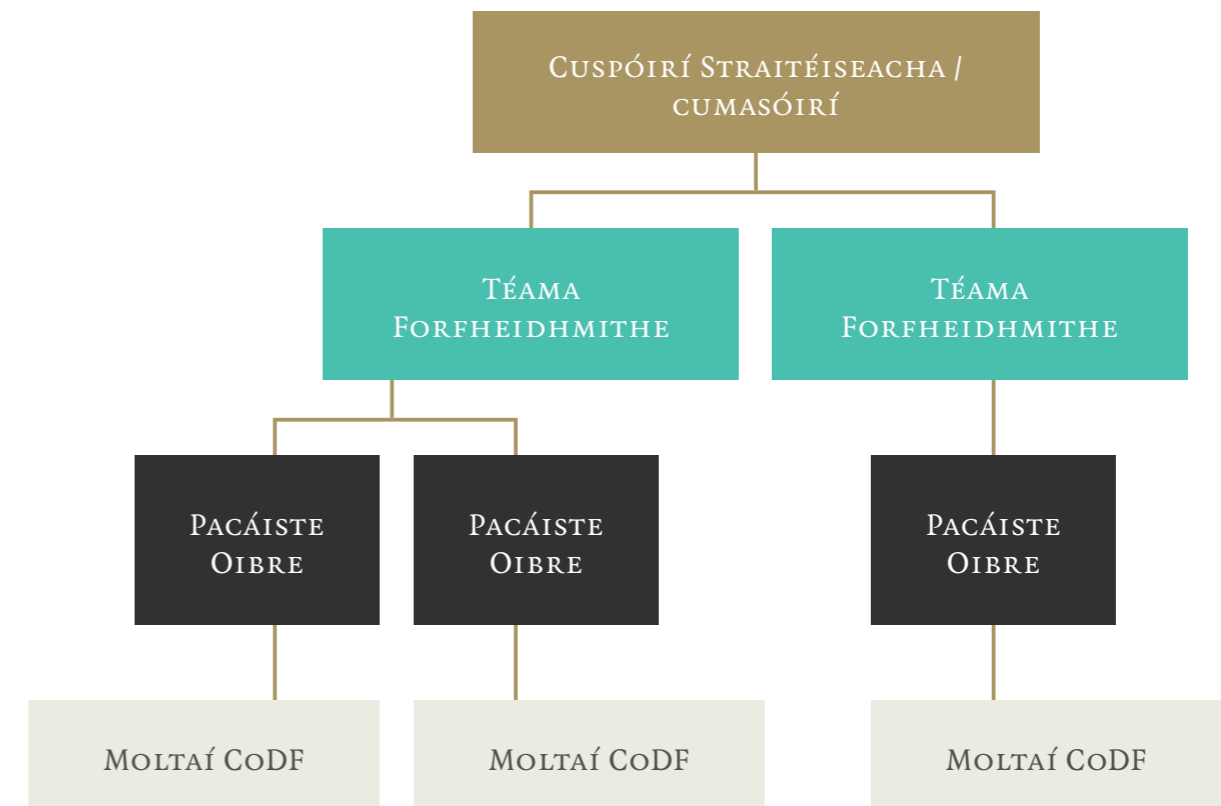 Cuspóirí Straitéiseacha /
cumasóirí
Téama
Forfheidhmithe
Téama
Forfheidhmithe
Pacáiste
Oibre
Pacáiste
Oibre
Pacáiste
Oibre
Moltaí CoDF
Moltaí CoDF
Moltaí CoDF